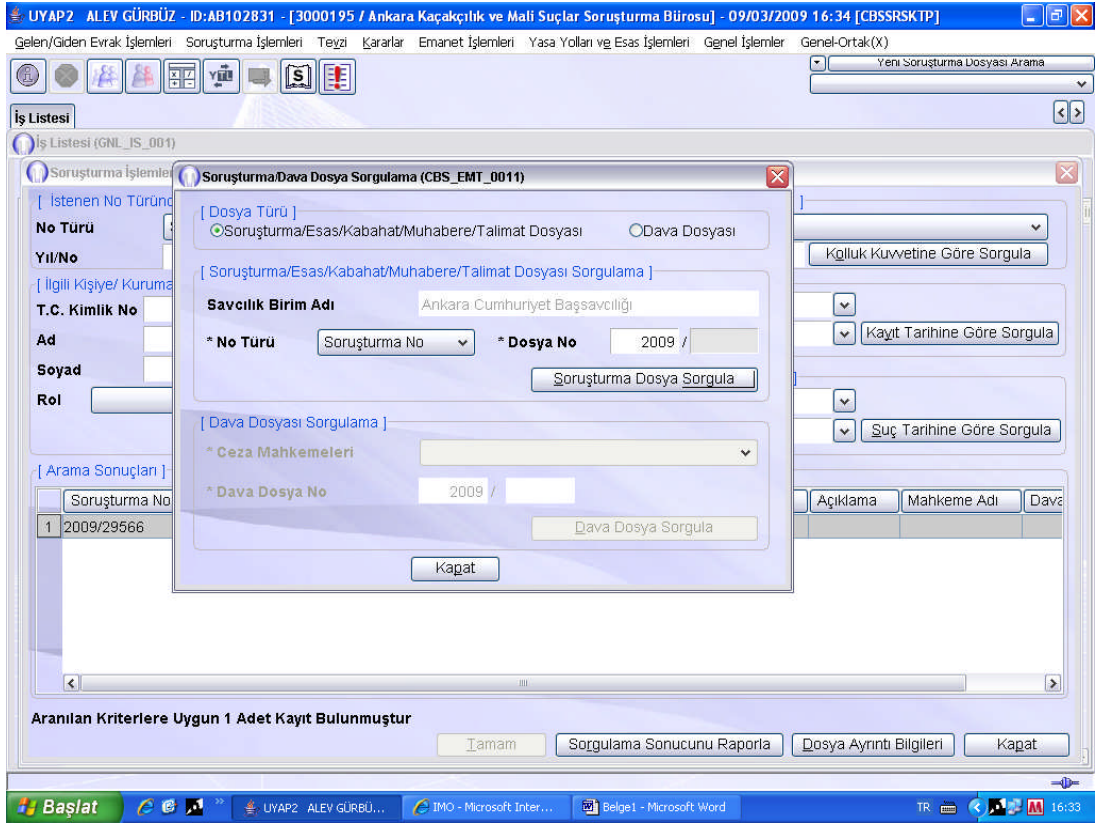 UYAP2 ALEV GÜRBÜZ - ID:AB102831 - [3000195 / Ankara Kaçakçılık ve Mali Suçlar Soruşturma Bürosu] - 09/03/2009 16:34 [CBSSRSKTP]
Gelen/Giden Evrak İşlemleri Soruşturma İşlemleri Tevzi Kararlar Emanet İşlemleri Yasa Yolları ve Esas İşlemleri Genel İşlemler Genel-Ortak(X)
Yeni Soruşturma Dosyası Arama
İş Listesi
İş Listesi (GNL_IS_001)
Soruşturma İşlemle
Soruşturma/Dava Dosya Sorgulama (CBS_EMT_0011)
[ İstenen No Türünd
[ Dosya Türü ]
]
No Türü
Soruşturma/Esas/Kabahat/Muhabere/Talimat Dosyası
Dava Dosyası
Yıl/No
Kolluk Kuvvetine Göre Sorgula
[ İlgili Kişiye/ Kuruma
[ Soruşturma/Esas/Kabahat/Muhabere/Talimat Dosyası Sorgulama ]
T.C. Kimlik No
Savcılık Birim Adı Ankara Cumhuriyet Başsavcılığı
Ad
* No Türü Soruşturma No * Dosya No 2009 /
Kayıt Tarihine Göre Sorgula
Soyad
Soruşturma Dosya Sorgula
Rol
[ Dava Dosyası Sorgulama ]
Suç Tarihine Göre Sorgula
* Ceza Mahkemeleri
[ Arama Sonuçları ]
* Dava Dosya No 2009 /
Soruşturma No
Açıklama Mahkeme Adı Dava
1 2009/29566
Dava Dosya Sorgula
Kapat
Aranılan Kriterlere Uygun 1 Adet Kayıt Bulunmuştur
Tamam Sorgulama Sonucunu Raporla Dosya Ayrıntı Bilgileri Kapat
Başlat UYAP2 ALEV GÜRBÜ... IMO - Microsoft Inter... Belge1 - Microsoft Word TR 16:33